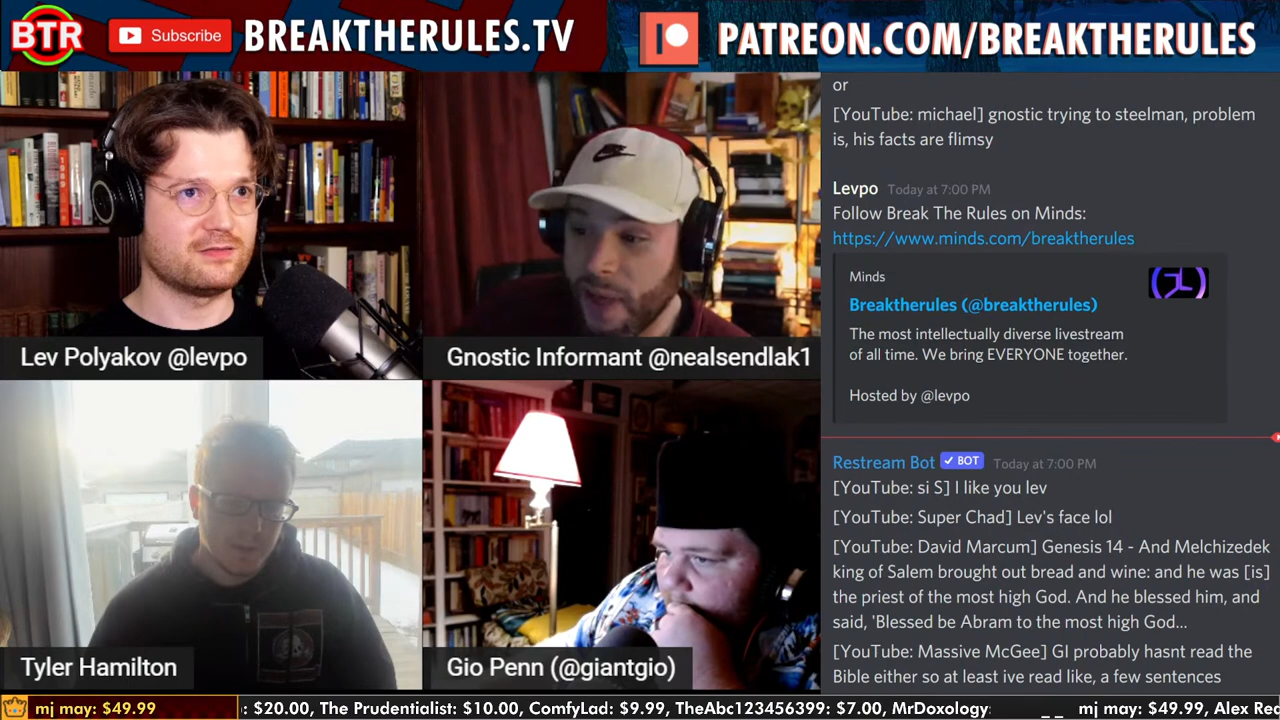 BTR
Subscribe
BREAKTHERULES.TV
PATREON.COM/BREAKTHERULES
or
[YouTube: michael] gnostic trying to steelman, problem
is, his facts are flimsy
Levpo Today at 7:00 PM
Follow Break The Rules on Minds:
https://www.minds.com/breaktherules
Minds
Breaktherules (@breaktherules)
The most intellectually diverse livestream
of all time. We bring EVERYONE together.
Hosted by @levpo
Restream Bot BOT Today at 7:00 PM
[YouTube: si S] I like you lev
[YouTube: Super Chad] Lev's face lol
[YouTube: David Marcum] Genesis 14 - And Melchizedek
king of Salem brought out bread and wine: and he was [is]
the priest of the most high God. And he blessed him, and
said, 'Blessed be Abram to the most high God...
[YouTube: Massive McGee] GI probably hasnt read the
Bible either so at least ive read like, a few sentences
1989
Lev Polyakov @levpo
Gnostic Informant @nealsendlak1
Tyler Hamilton
Gio Penn (@giantgio)
mj may: $49.99
: $20.00, The Prudentialist: $10.00, ComfyLad: $9.99, TheAbc123456399: $7.00, MrDoxology
mj may: $49.99, Alex Rec